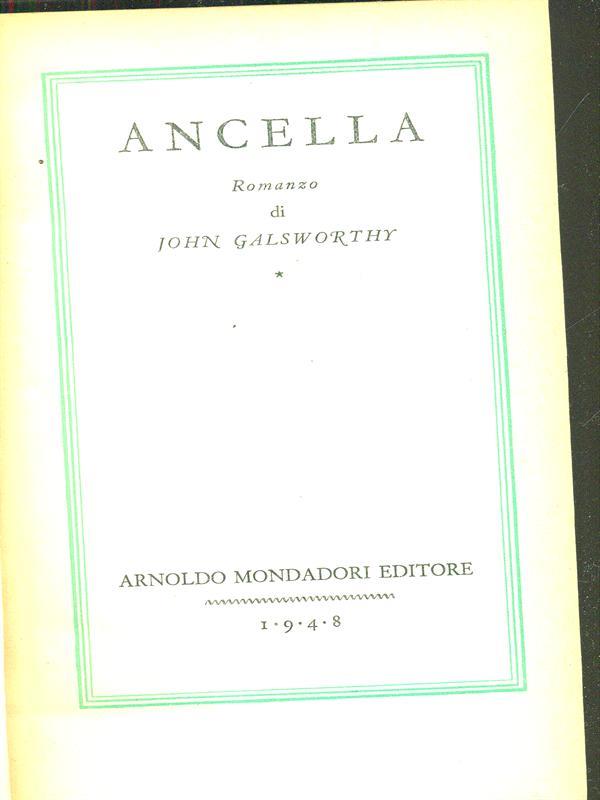 ANCELLA
Romanzo
di
JOHN GALSWORTHY
*
ARNOLDO MONDADORI EDITORE
1·9·4·8